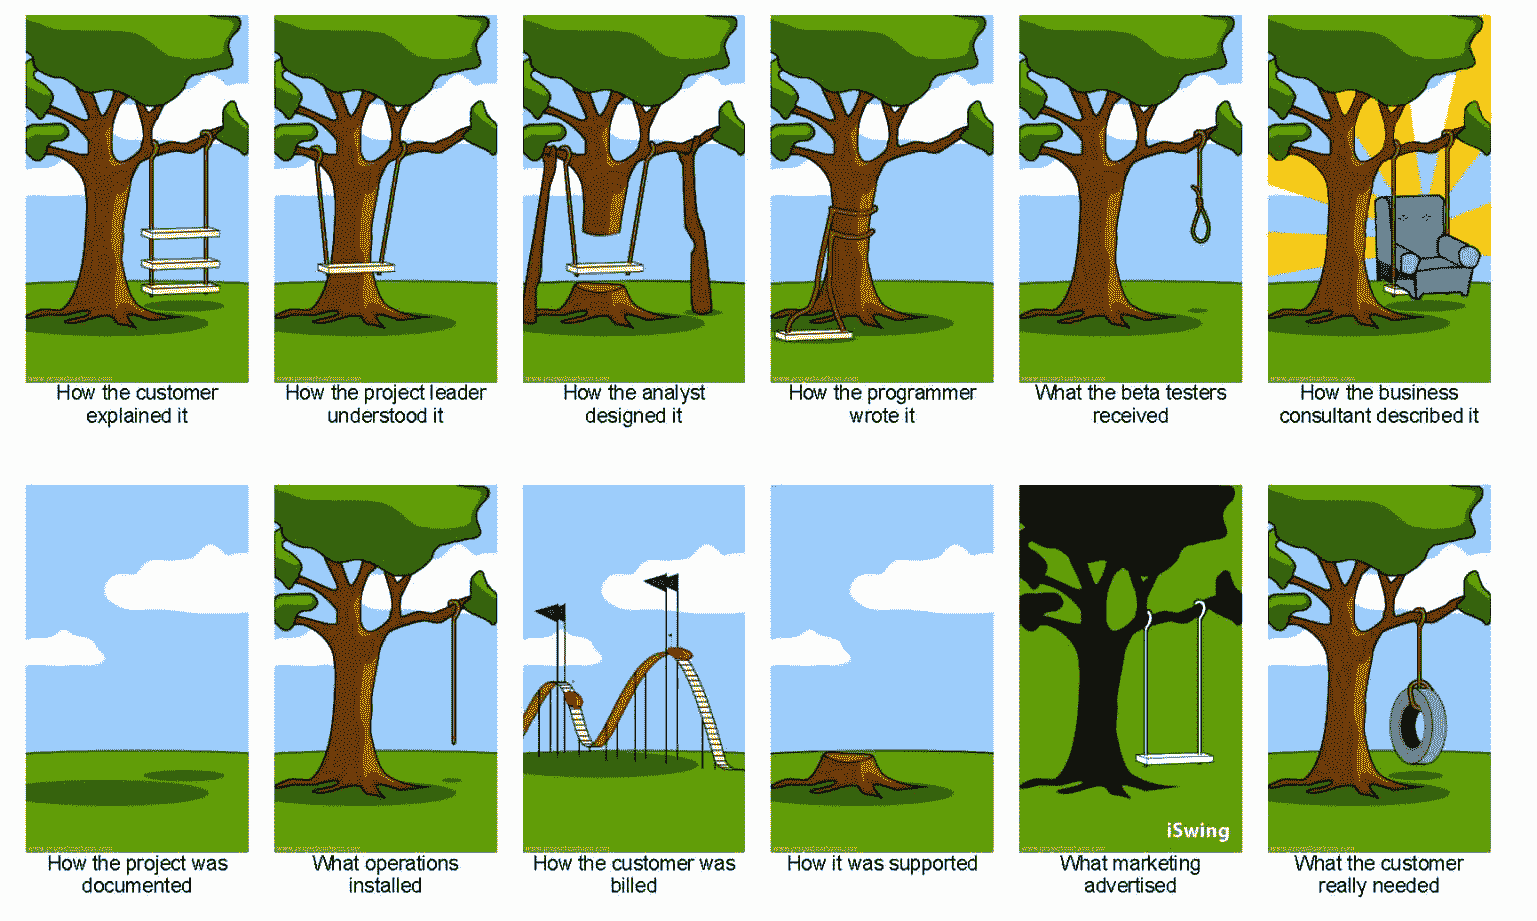 How the customer
explained it
How the project leader
understood it
How the analyst
designed it
How the programmer
wrote it
What the beta testers
received
How the business
consultant described it
How the project was
documented
What operations
installed
How the customer was
billed
How it was supported
iSwing
What marketing
advertised
What the customer
really needed